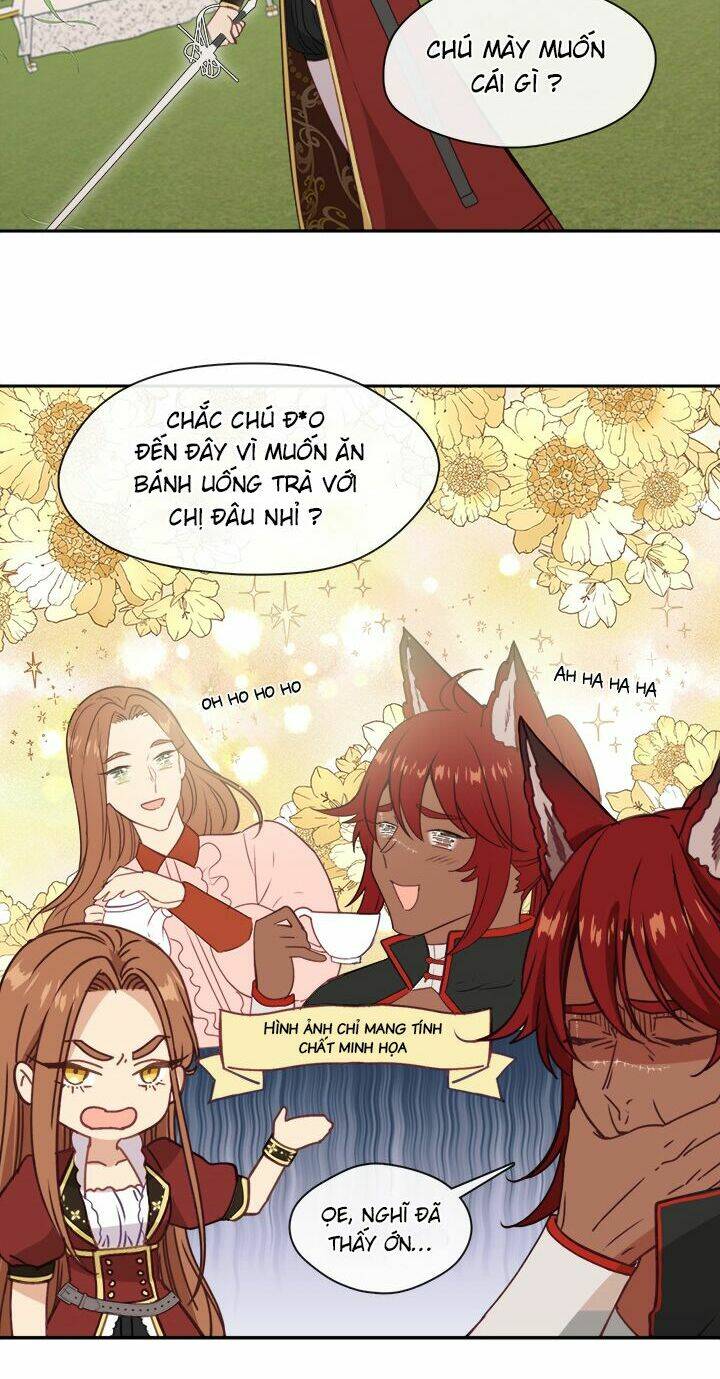 CHÚ MÀY MUỐN
CÁI GÌ ?
CHẮC CHÚ Đ*O
ĐẾN ĐÂY VÌ MUỐN ĂN
BÁNH UỐNG TRÀ VỚI
CHỊ ĐÂU NHỈ ?
OH HO HO HO
AH HA HA HA
HÌNH ẢNH CHỈ MANG TÍNH
CHẤT MINH HỌA
ỌE, NGHĨ ĐÃ
THẤY ỚN...